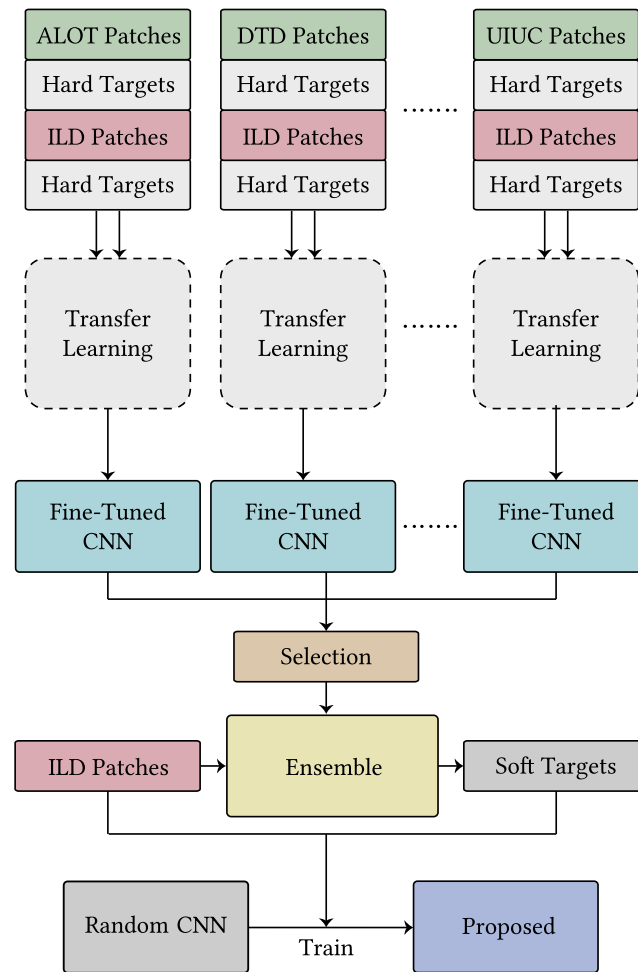 ALOT Patches
DTD Patches
UIUC Patches
Hard Targets
Hard Targets
Hard Targets
.......
ILD Patches
ILD Patches
ILD Patches
Hard Targets
Hard Targets
Hard Targets
Transfer
Learning
Transfer
Learning
.......
Transfer
Learning
Fine-Tuned
CNN
Fine-Tuned
CNN
.......
Fine-Tuned
CNN
Selection
ILD Patches
Ensemble
Soft Targets
Random CNN
Train
Proposed